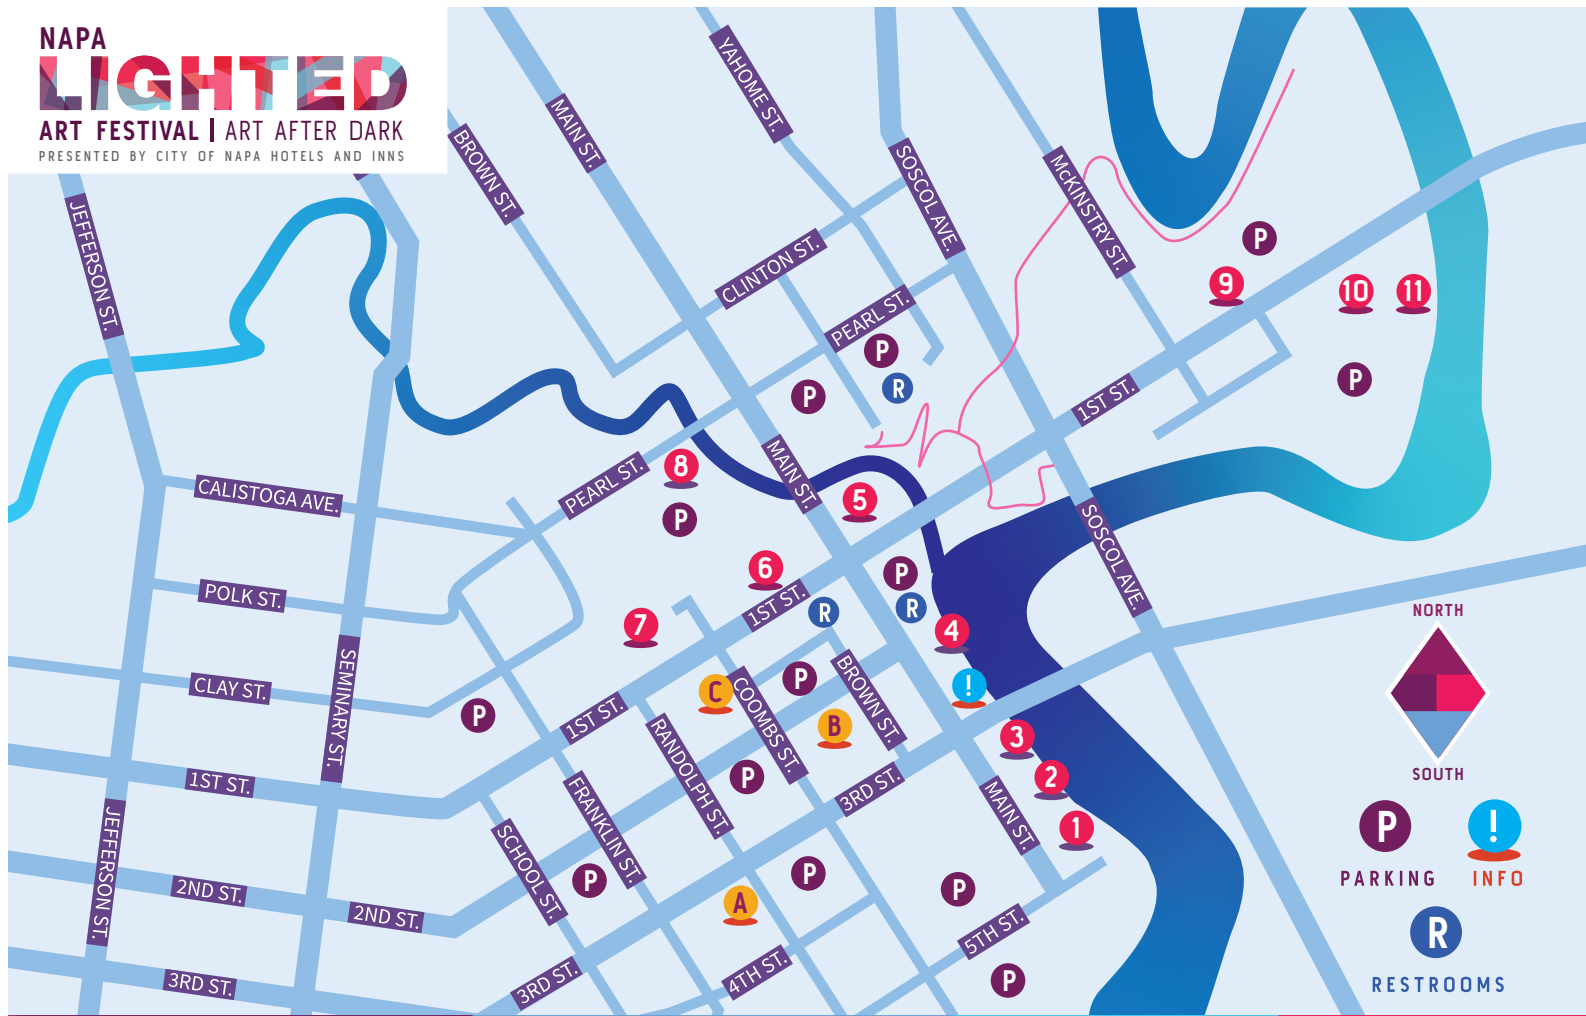 NAPA
LIGHTED
ART FESTIVAL | ART AFTER DARK
PRESENTED BY CITY OF NAPA HOTELS AND INNS
YAHOME ST.
MAIN ST.
BROWN ST.
SOSCOL AVE.
McKINSTRY ST.
JEFFERSON ST.
CLINTON ST.
P
9
10
11
PEARL ST.
P
R
P
P
1ST ST.
PEARL ST.
8
MAIN ST.
CALISTOGA AVE.
5
P
SOSCOL AVE.
6
P
POLK ST.
1ST ST.
R
R
7
4
NORTH
SEMINARY ST.
CLAY ST.
C
COOMBS ST.
P
BROWN ST.
!
P
1ST ST.
RANDOLPH ST.
B
3
1ST ST.
P
3RD ST.
2
SOUTH
JEFFERSON ST.
FRANKLIN ST.
MAIN ST.
1
P
!
SCHOOL ST.
P
P
PARKING
INFO
2ND ST.
2ND ST.
A
P
5TH ST.
R
3RD ST.
3RD ST.
4TH ST.
P
RESTROOMS